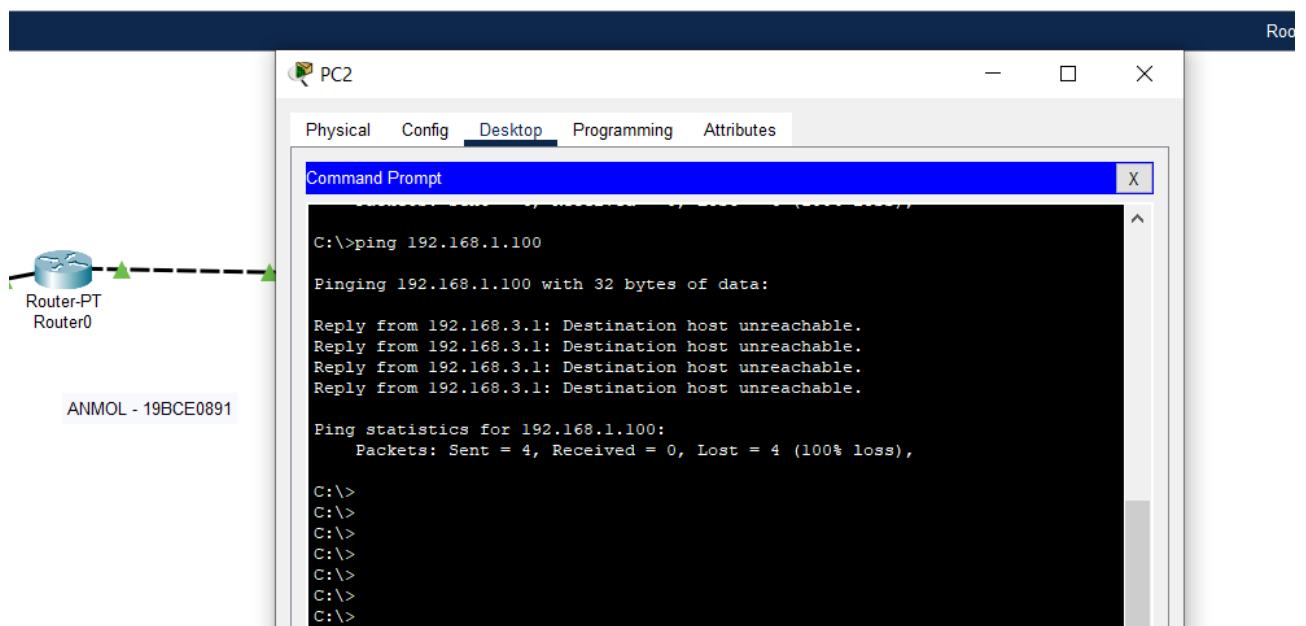 Roo
PC2
Physical Config Desktop Programming Attributes
Command Prompt
X
C:\>ping 192.168.1.100
Pinging 192.168.1.100 with 32 bytes of data:
Reply from 192.168.3.1: Destination host unreachable.
Reply from 192.168.3.1: Destination host unreachable.
Reply from 192.168.3.1: Destination host unreachable.
Reply from 192.168.3.1: Destination host unreachable.
Ping statistics for 192.168.1.100:
Packets: Sent = 4, Received = 0, Lost = 4 (100% loss),
C:\>
C:\>
C:\>
C:\>
C:\>
C:\>
C:\>
Router-PT
Router0
ANMOL - 19BCE0891